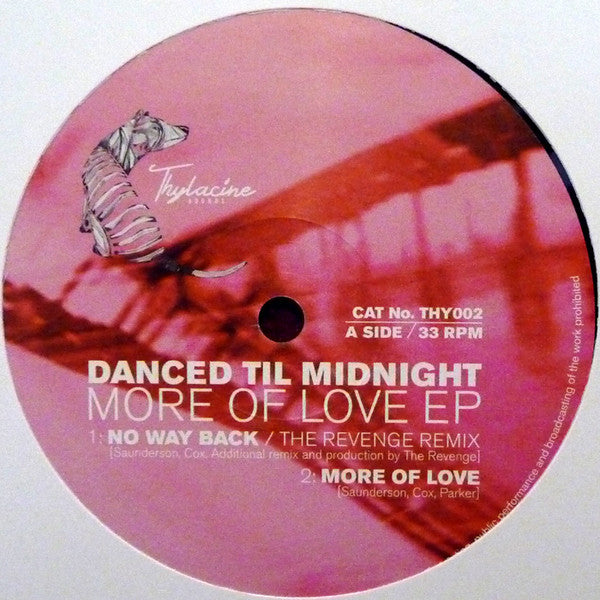 Thylacine
SOUNDS
CAT No. THY002
A SIDE / 33 RPM
DANCED TIL MIDNIGHT
MORE OF LOVE EP
1: NO WAY BACK / THE REVENGE REMIX
[Saunderson, Cox, Additional remix and production by The Revenge]
2: MORE OF LOVE
[Saunderson, Cox, Parker]
public performance and broadcasting of the work prohibited